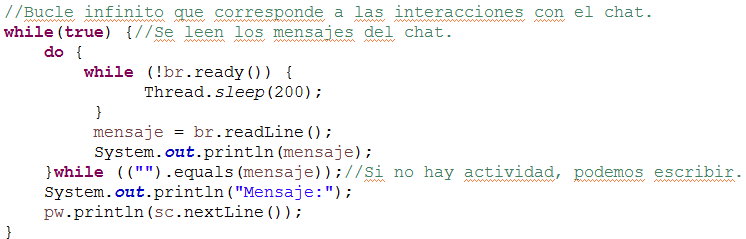 //Bucle infinito que corresponde a las interacciones con el chat.
while(true) {//Se leen los mensajes del chat.
do {
while (!br.ready()) {
Thread.sleep(200);
}
mensaje = br.readLine();
System.out.println(mensaje);
}while (("").equals(mensaje));//Si no hay actividad, podemos escribir.
System.out.println("Mensaje:");
pw.println(sc.nextLine());
}